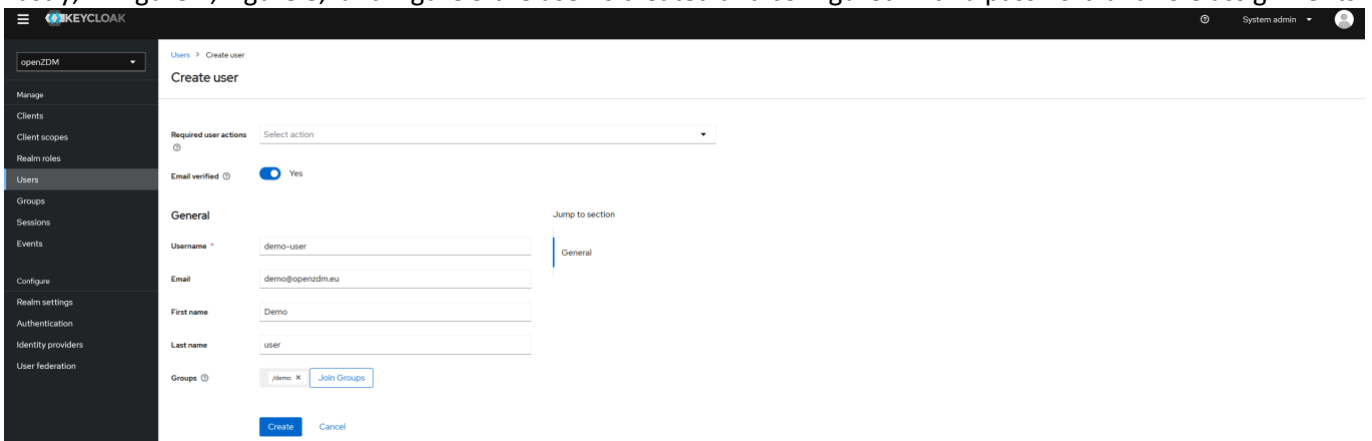 KEYCLOAK
System admin
openZDM
Users > Create user
Create user
Manage
Clients
Client scopes
Realm roles
Users
Groups
Sessions
Events
Configure
Realm settings
Authentication
Identity providers
User federation
Required user actions
Select action
Email verified
Yes
General
Jump to section
General
Username *
demo-user
Email
demo@openzdm.eu
First name
Demo
Last name
user
Groups
/demo ×
Join Groups
Create
Cancel